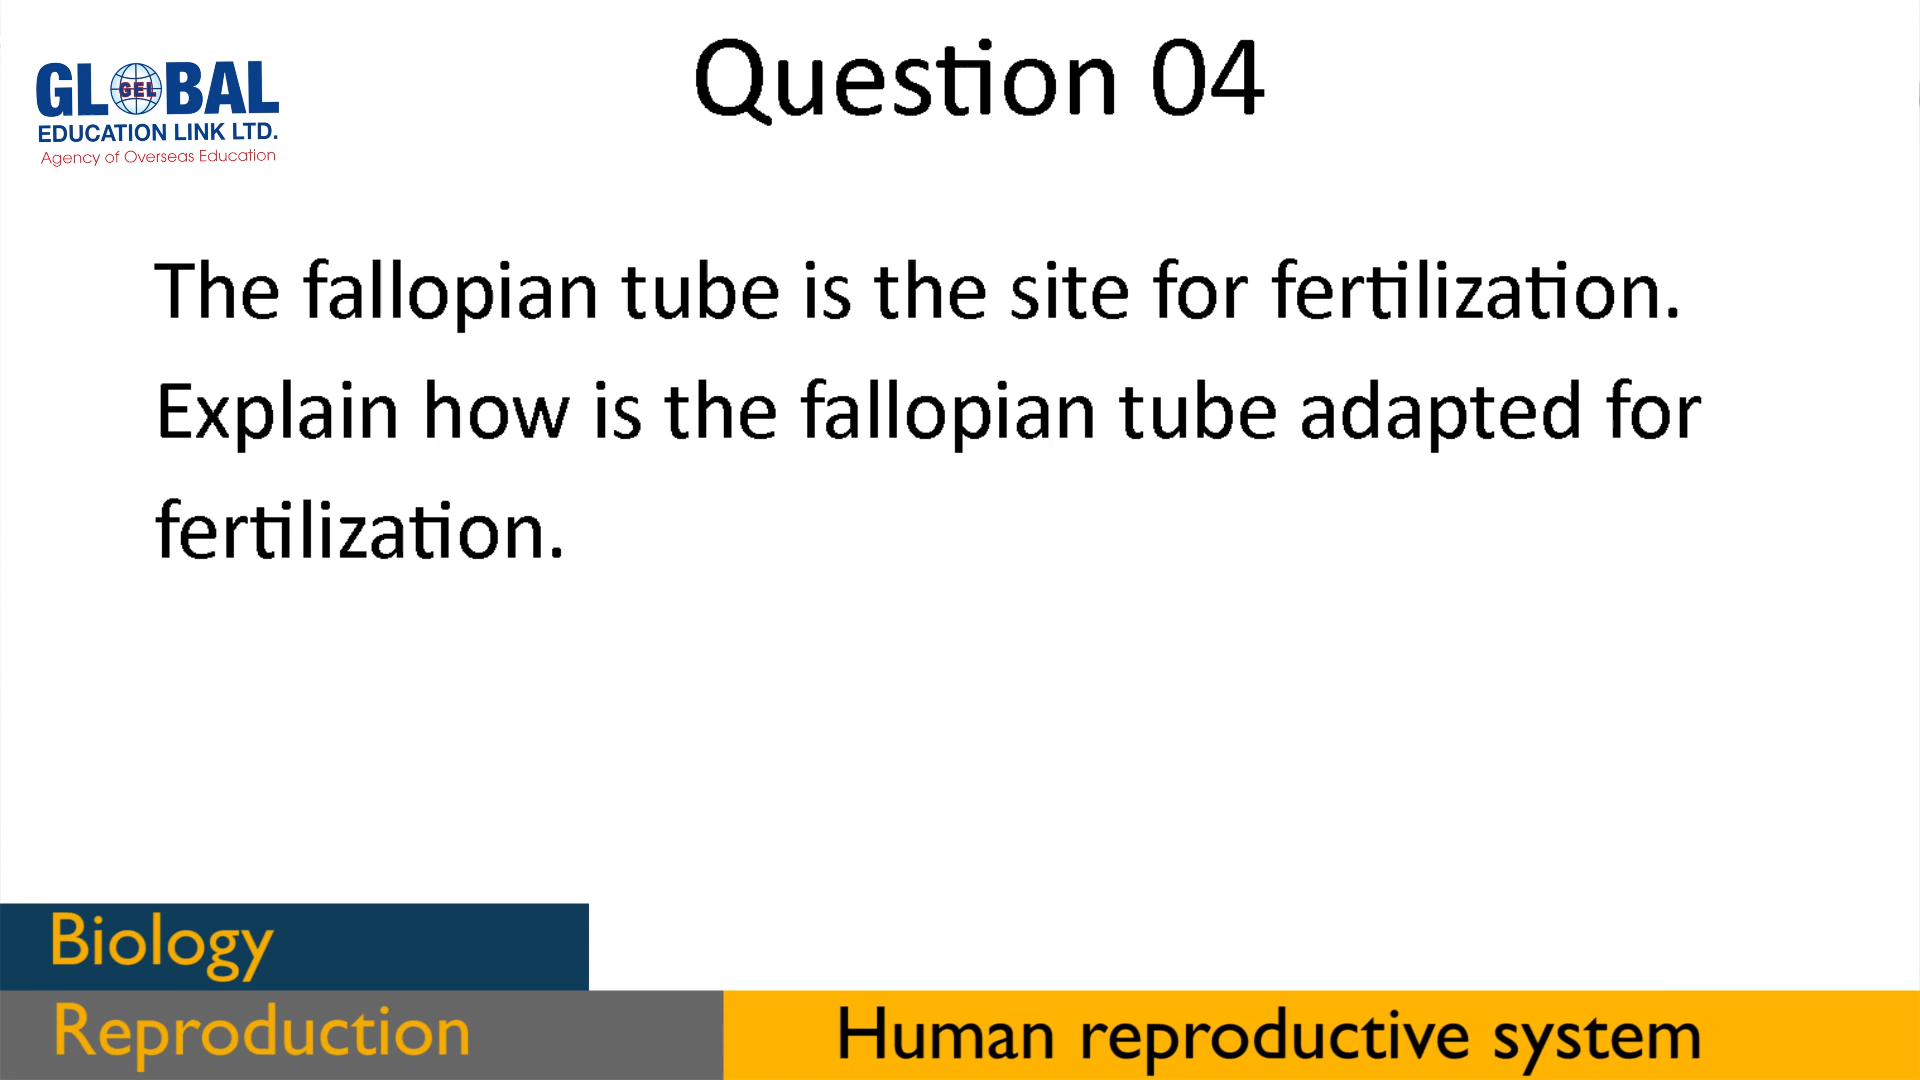 Question 04
GLOBAL
GEL
EDUCATION LINK LTD.
Agency of Overseas Education
The fallopian tube is the site for fertilization.
Explain how is the fallopian tube adapted for
fertilization.
Biology
Reproduction
Human reproductive system